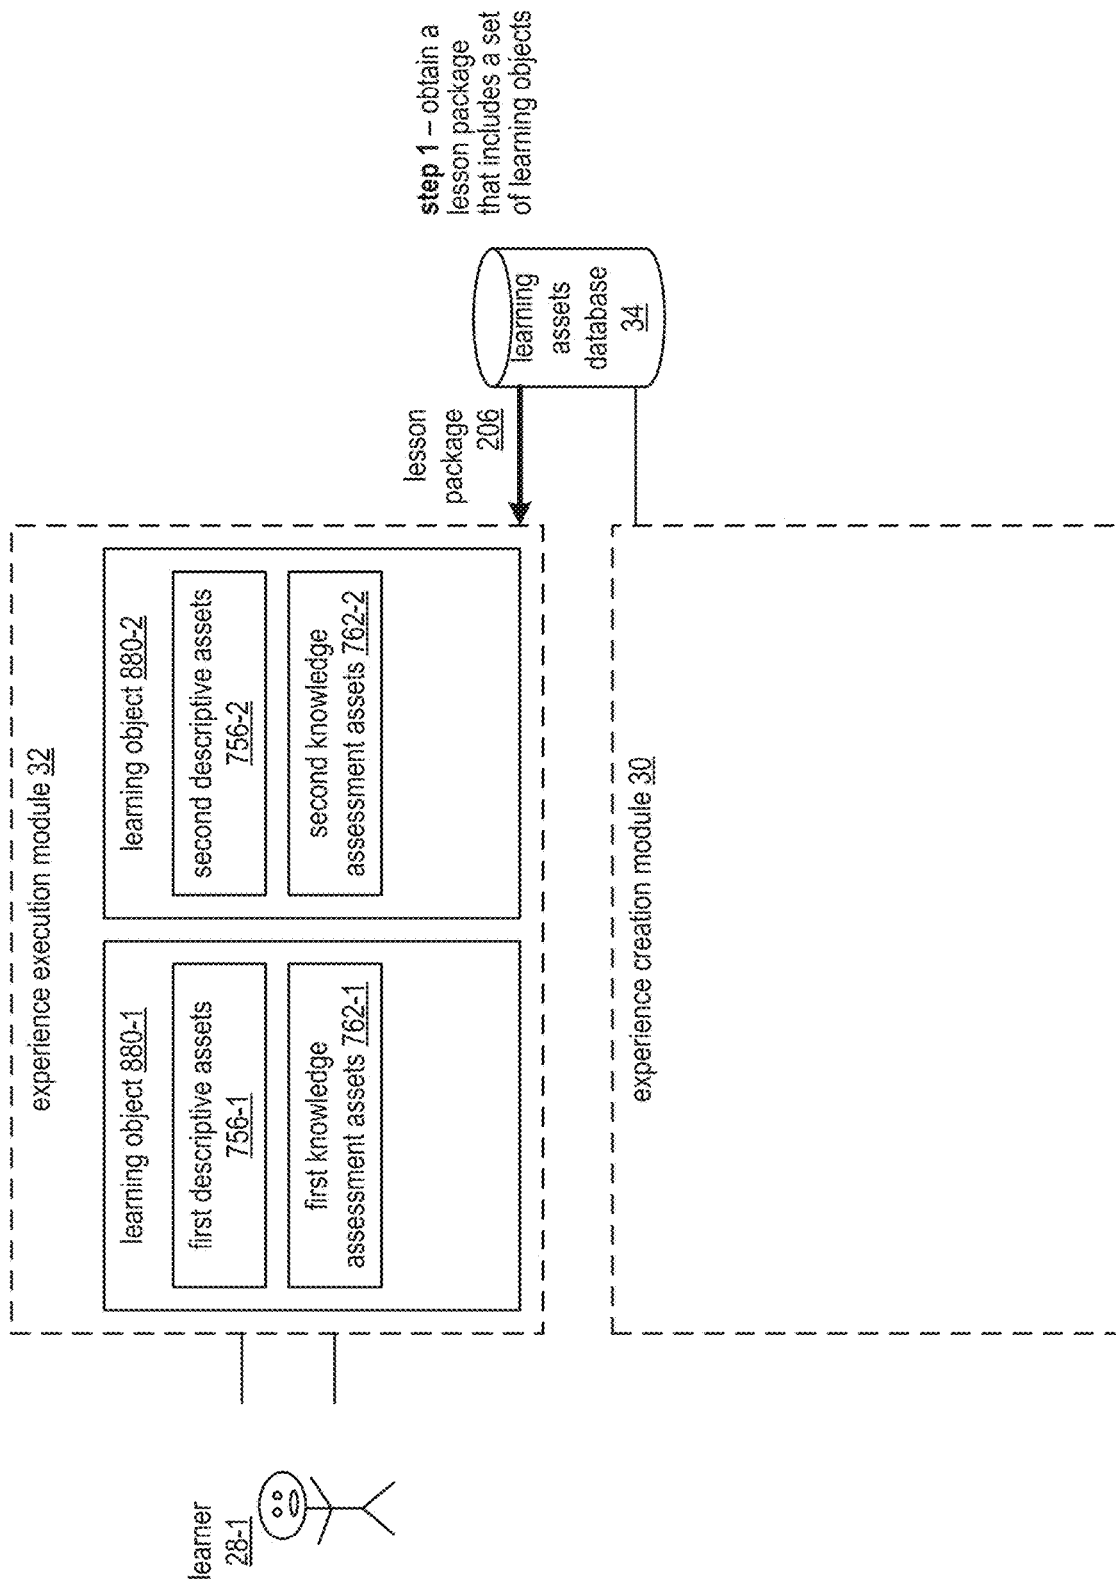 experience execution module 32
learning object 880-1
first descriptive assets
756-1
first knowledge
assessment assets 762-1
learning object 880-2
second descriptive assets
756-2
second knowledge
assessment assets 762-2
learner
28-1
lesson
package
206
learning
assets
database
34
step 1 – obtain a
lesson package
that includes a set
of learning objects
experience creation module 30